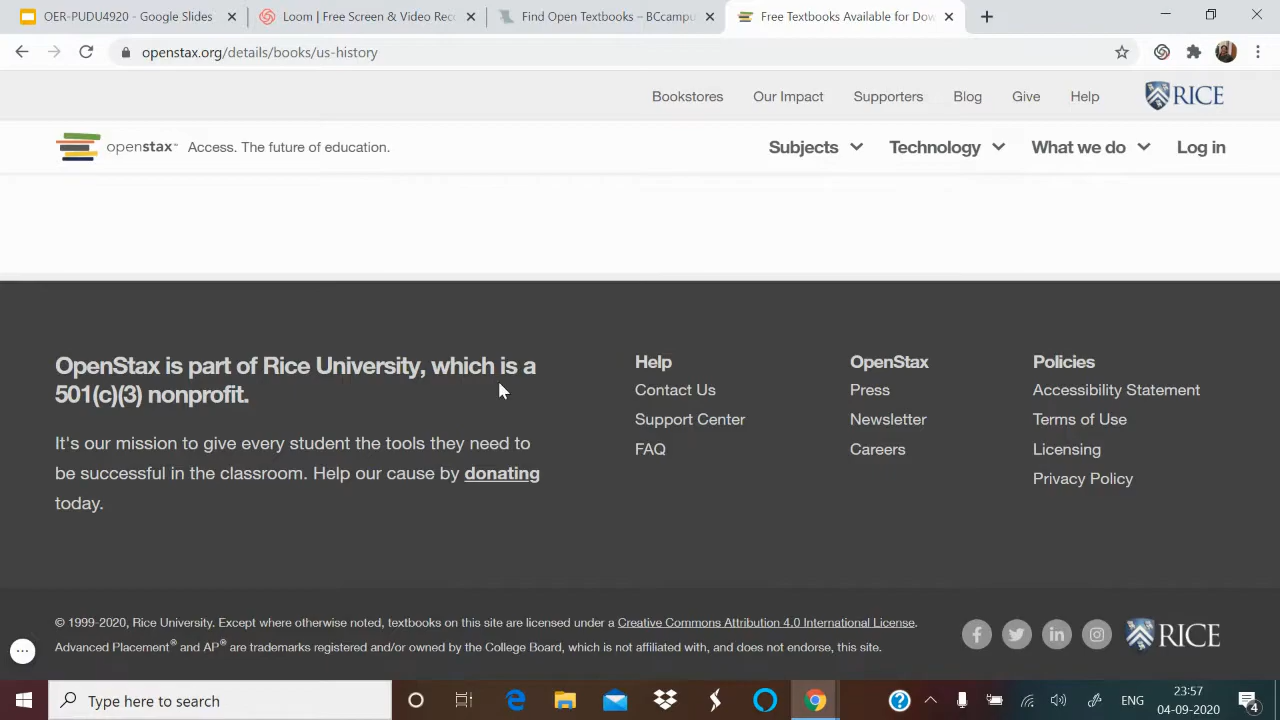 OER-PUDU4920 - Google Slides
Loom | Free Screen & Video Rec
Find Open Textbooks – BCcampu
Free Textbooks Available for Dow
openstax.org/details/books/us-history
Bookstores Our Impact Supporters Blog Give Help RICE
openstax™ Access. The future of education. Subjects Technology What we do Log in
OpenStax is part of Rice University, which is a
501(c)(3) nonprofit.
It's our mission to give every student the tools they need to
be successful in the classroom. Help our cause by donating
today.
Help
Contact Us
Support Center
FAQ
OpenStax
Press
Newsletter
Careers
Policies
Accessibility Statement
Terms of Use
Licensing
Privacy Policy
© 1999-2020, Rice University. Except where otherwise noted, textbooks on this site are licensed under a Creative Commons Attribution 4.0 International License.
Advanced Placement® and AP® are trademarks registered and/or owned by the College Board, which is not affiliated with, and does not endorse, this site.
RICE
Type here to search
ENG
23:57
04-09-2020
4